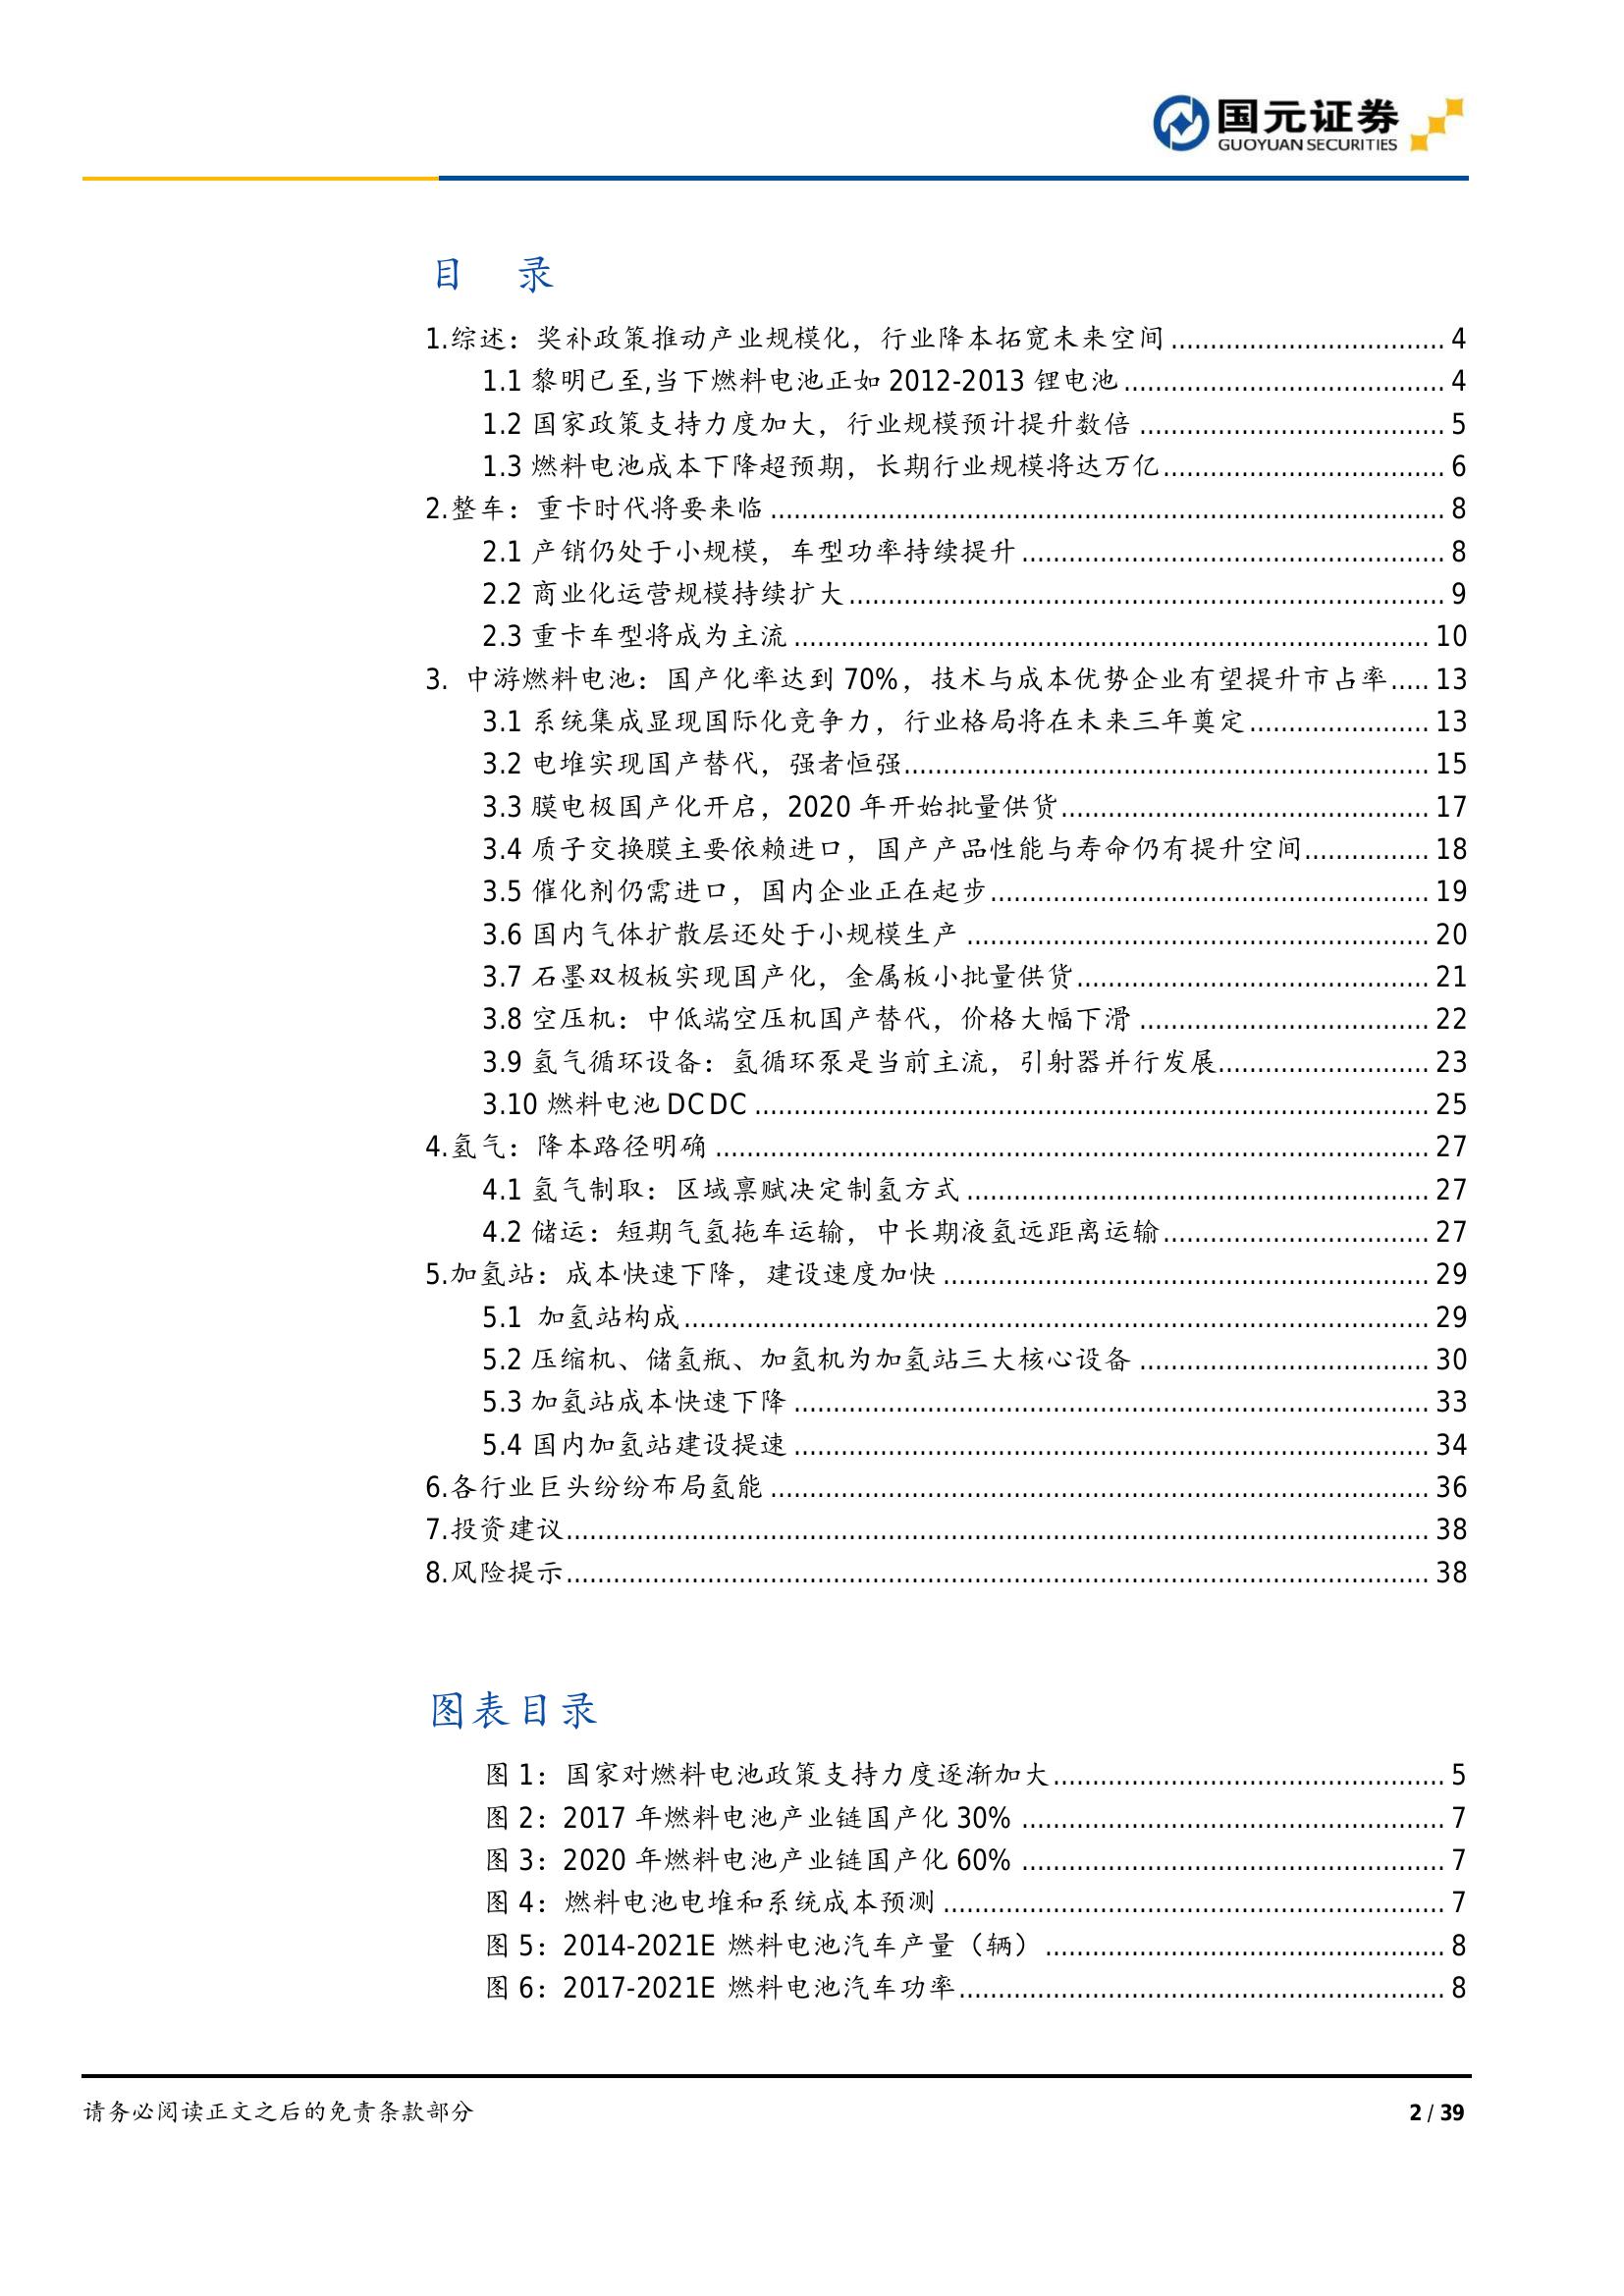 国元证券
GUOYUAN SECURITIES
目 录
1.综述：奖补政策推动产业规模化，行业降本拓宽未来空间 ................................... 4
1.1 黎明已至,当下燃料电池正如 2012-2013 锂电池 ......................................... 4
1.2 国家政策支持力度加大，行业规模预计提升数倍 ....................................... 5
1.3 燃料电池成本下降超预期，长期行业规模将达万亿 .................................... 6
2.整车：重卡时代将要来临 ...................................................................................... 8
2.1 产销仍处于小规模，车型功率持续提升 ...................................................... 8
2.2 商业化运营规模持续扩大 ............................................................................ 9
2.3 重卡车型将成为主流 ................................................................................. 10
3. 中游燃料电池：国产化率达到 70%，技术与成本优势企业有望提升市占率 ..... 13
3.1 系统集成显现国际化竞争力，行业格局将在未来三年奠定 ....................... 13
3.2 电堆实现国产替代，强者恒强 ................................................................... 15
3.3 膜电极国产化开启，2020 年开始批量供货 ............................................... 17
3.4 质子交换膜主要依赖进口，国产产品性能与寿命仍有提升空间 ................ 18
3.5 催化剂仍需进口，国内企业正在起步 ........................................................ 19
3.6 国内气体扩散层还处于小规模生产 ........................................................... 20
3.7 石墨双极板实现国产化，金属板小批量供货 ............................................. 21
3.8 空压机：中低端空压机国产替代，价格大幅下滑 ..................................... 22
3.9 氢气循环设备：氢循环泵是当前主流，引射器并行发展 ........................... 23
3.10 燃料电池 DCDC ...................................................................................... 25
4.氢气：降本路径明确 ........................................................................................... 27
4.1 氢气制取：区域禀赋决定制氢方式 ........................................................... 27
4.2 储运：短期气氢拖车运输，中长期液氢远距离运输 .................................. 27
5.加氢站：成本快速下降，建设速度加快 .............................................................. 29
5.1 加氢站构成 ............................................................................................... 29
5.2 压缩机、储氢瓶、加氢机为加氢站三大核心设备 ..................................... 30
5.3 加氢站成本快速下降 ................................................................................. 33
5.4 国内加氢站建设提速 ................................................................................. 34
6.各行业巨头纷纷布局氢能 .................................................................................... 36
7.投资建议 .............................................................................................................. 38
8.风险提示 .............................................................................................................. 38
图表目录
图 1：国家对燃料电池政策支持力度逐渐加大 .................................................. 5
图 2：2017 年燃料电池产业链国产化 30% ...................................................... 7
图 3：2020 年燃料电池产业链国产化 60% ...................................................... 7
图 4：燃料电池电堆和系统成本预测 ................................................................ 7
图 5：2014-2021E 燃料电池汽车产量（辆） ................................................... 8
图 6：2017-2021E 燃料电池汽车功率 .............................................................. 8
请务必阅读正文之后的免责条款部分
2 / 39